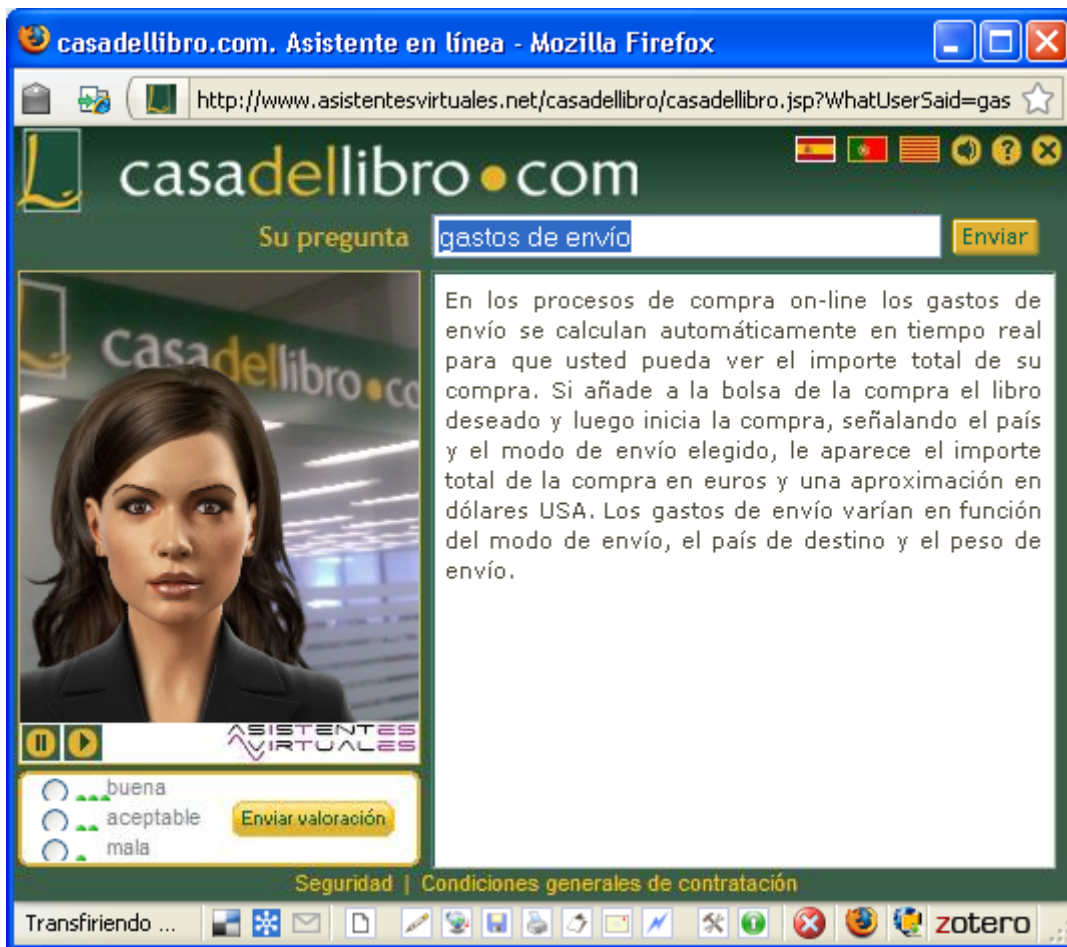 casadellibro.com. Asistente en línea - Mozilla Firefox
http://www.asistentesvirtuales.net/casadellibro/casadellibro.jsp?WhatUserSaid=gas
casadellibro.com
Su pregunta gastos de envío Enviar
casadellibro.co
ASISTENTES
VIRTUALES
En los procesos de compra on-line los gastos de
envío se calculan automáticamente en tiempo real
para que usted pueda ver el importe total de su
compra. Si añade a la bolsa de la compra el libro
deseado y luego inicia la compra, señalando el país
y el modo de envío elegido, le aparece el importe
total de la compra en euros y una aproximación en
dólares USA. Los gastos de envío varían en función
del modo de envío, el país de destino y el peso de
envío.
buena
aceptable
mala
Enviar valoración
Seguridad | Condiciones generales de contratación
Transfiriendo ... zotero